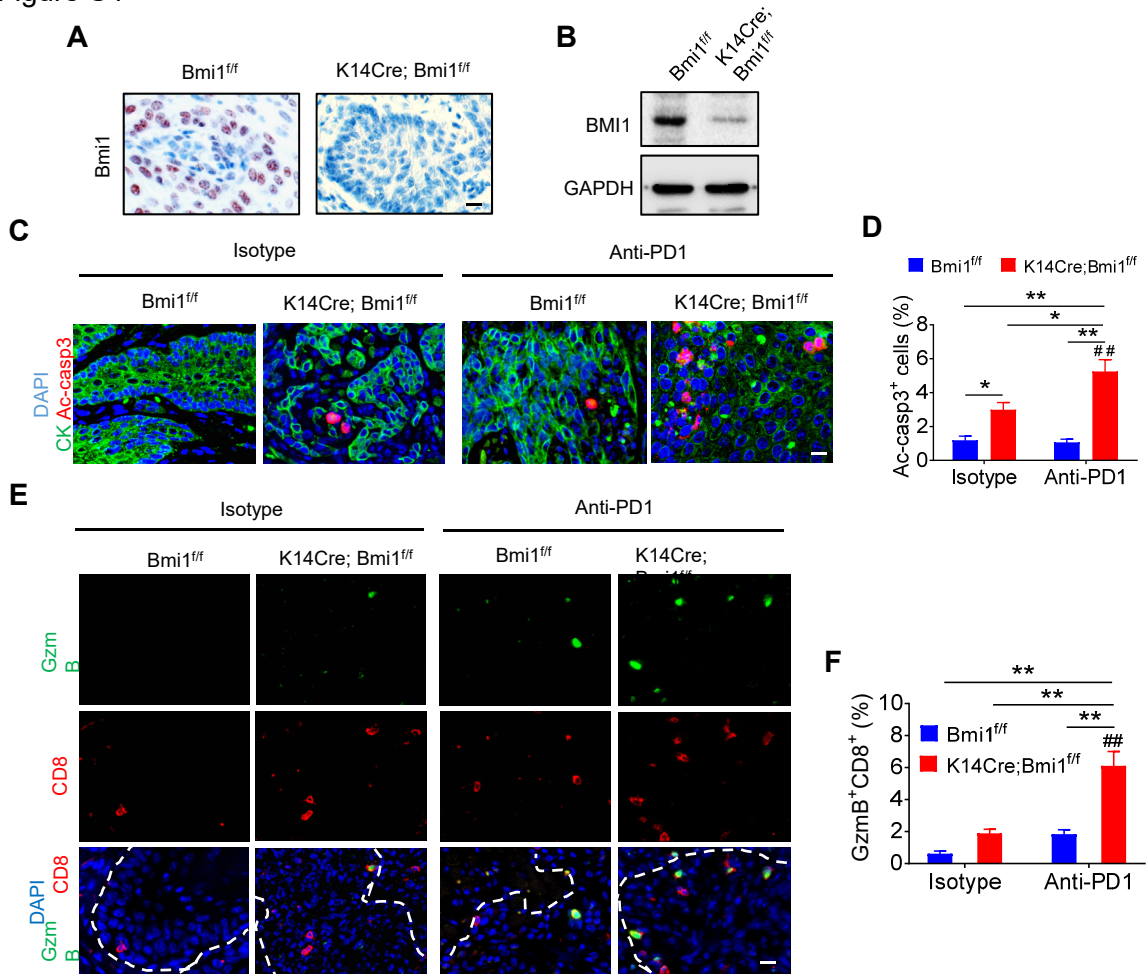 A
Bmi1f/f
K14Cre; Bmi1f/f
Bmi1
B
Bmi1f/f
K14Cre;
Bmi1f/f
BMI1
GAPDH
C
Isotype
Anti-PD1
Bmi1f/f
K14Cre; Bmi1f/f
Bmi1f/f
K14Cre; Bmi1f/f
DAPI
CK Ac-casp3
D
Bmi1f/f
K14Cre;Bmi1f/f
Ac-casp3+ cells (%)
8
6
4
2
0
**
*
**
##
*
Isotype
Anti-PD1
E
Isotype
Anti-PD1
Bmi1f/f
K14Cre; Bmi1f/f
Bmi1f/f
K14Cre;
Gzm
B
CD8
DAPI CD8
Gzm
B
F
GzmB+CD8+ (%)
10
8
6
4
2
0
**
**
**
##
Bmi1f/f
K14Cre;Bmi1f/f
Isotype
Anti-PD1